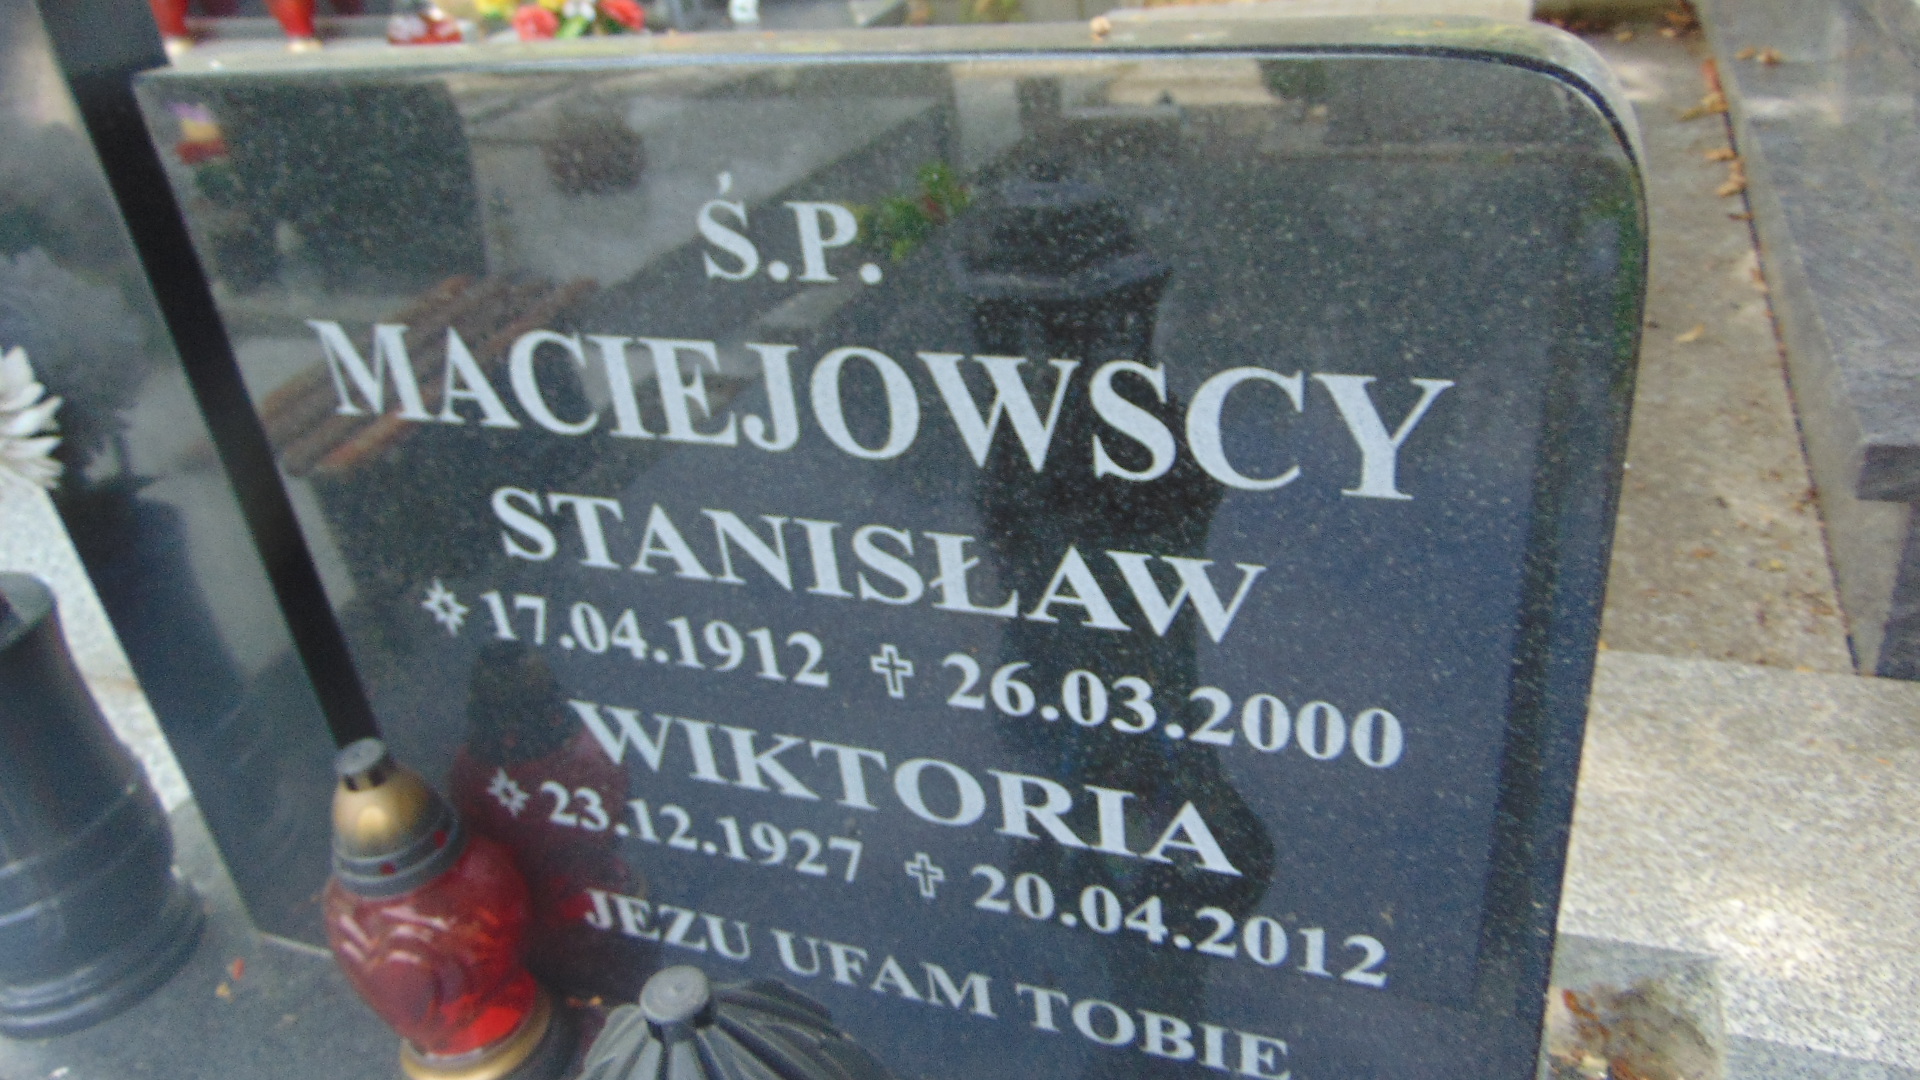 Ś.P.
MACIEJOWSCY
STANISŁAW
17.04.1912 ✝ 26.03.2000
WIKTORIA
23.12.1927 ✝ 20.04.2012
JEZU UFAM TOBIE